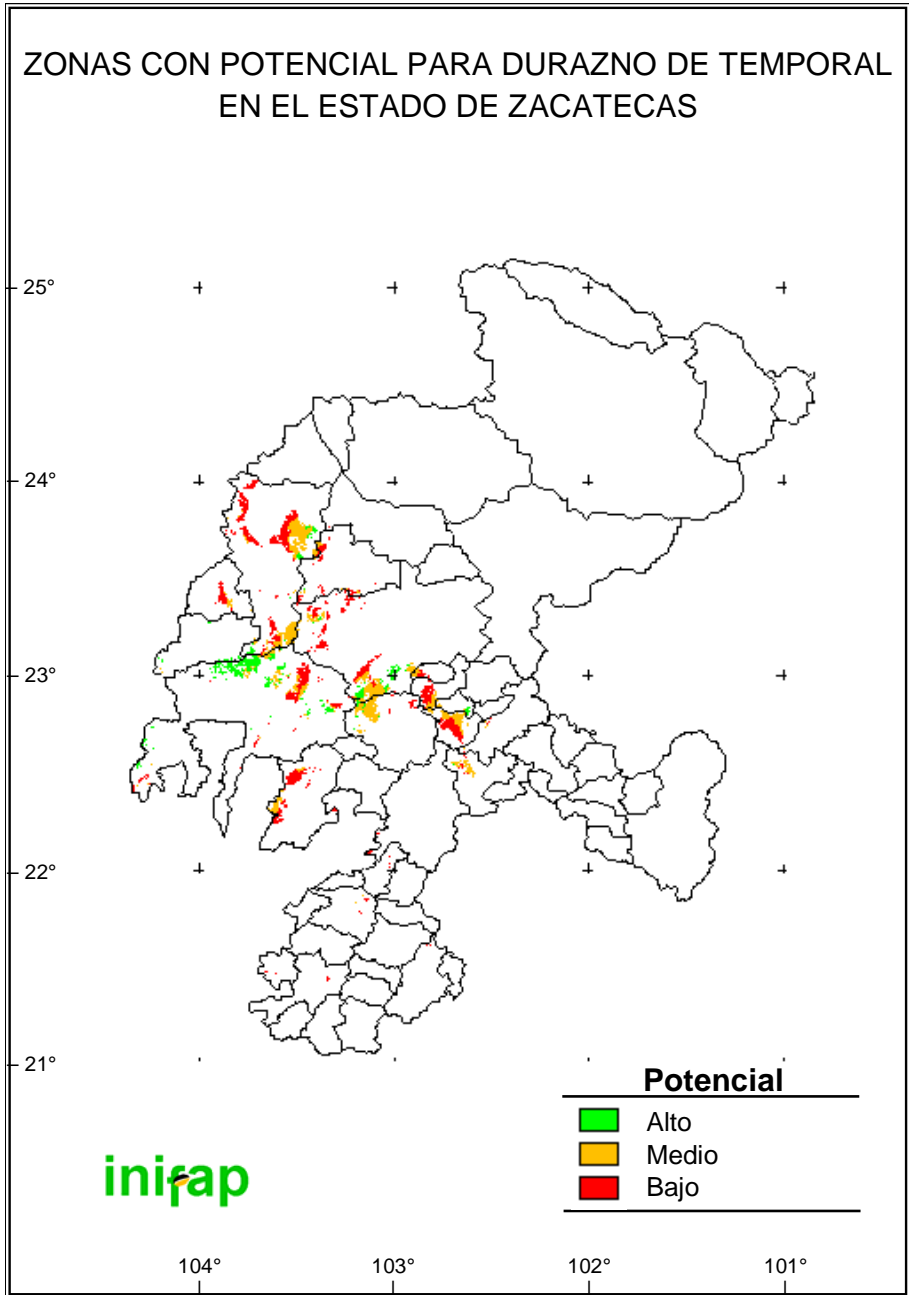 ZONAS CON POTENCIAL PARA DURAZNO DE TEMPORAL
EN EL ESTADO DE ZACATECAS
25°
24°
23°
22°
21°
Potencial
Alto
Medio
Bajo
inifap
104°
103°
102°
101°